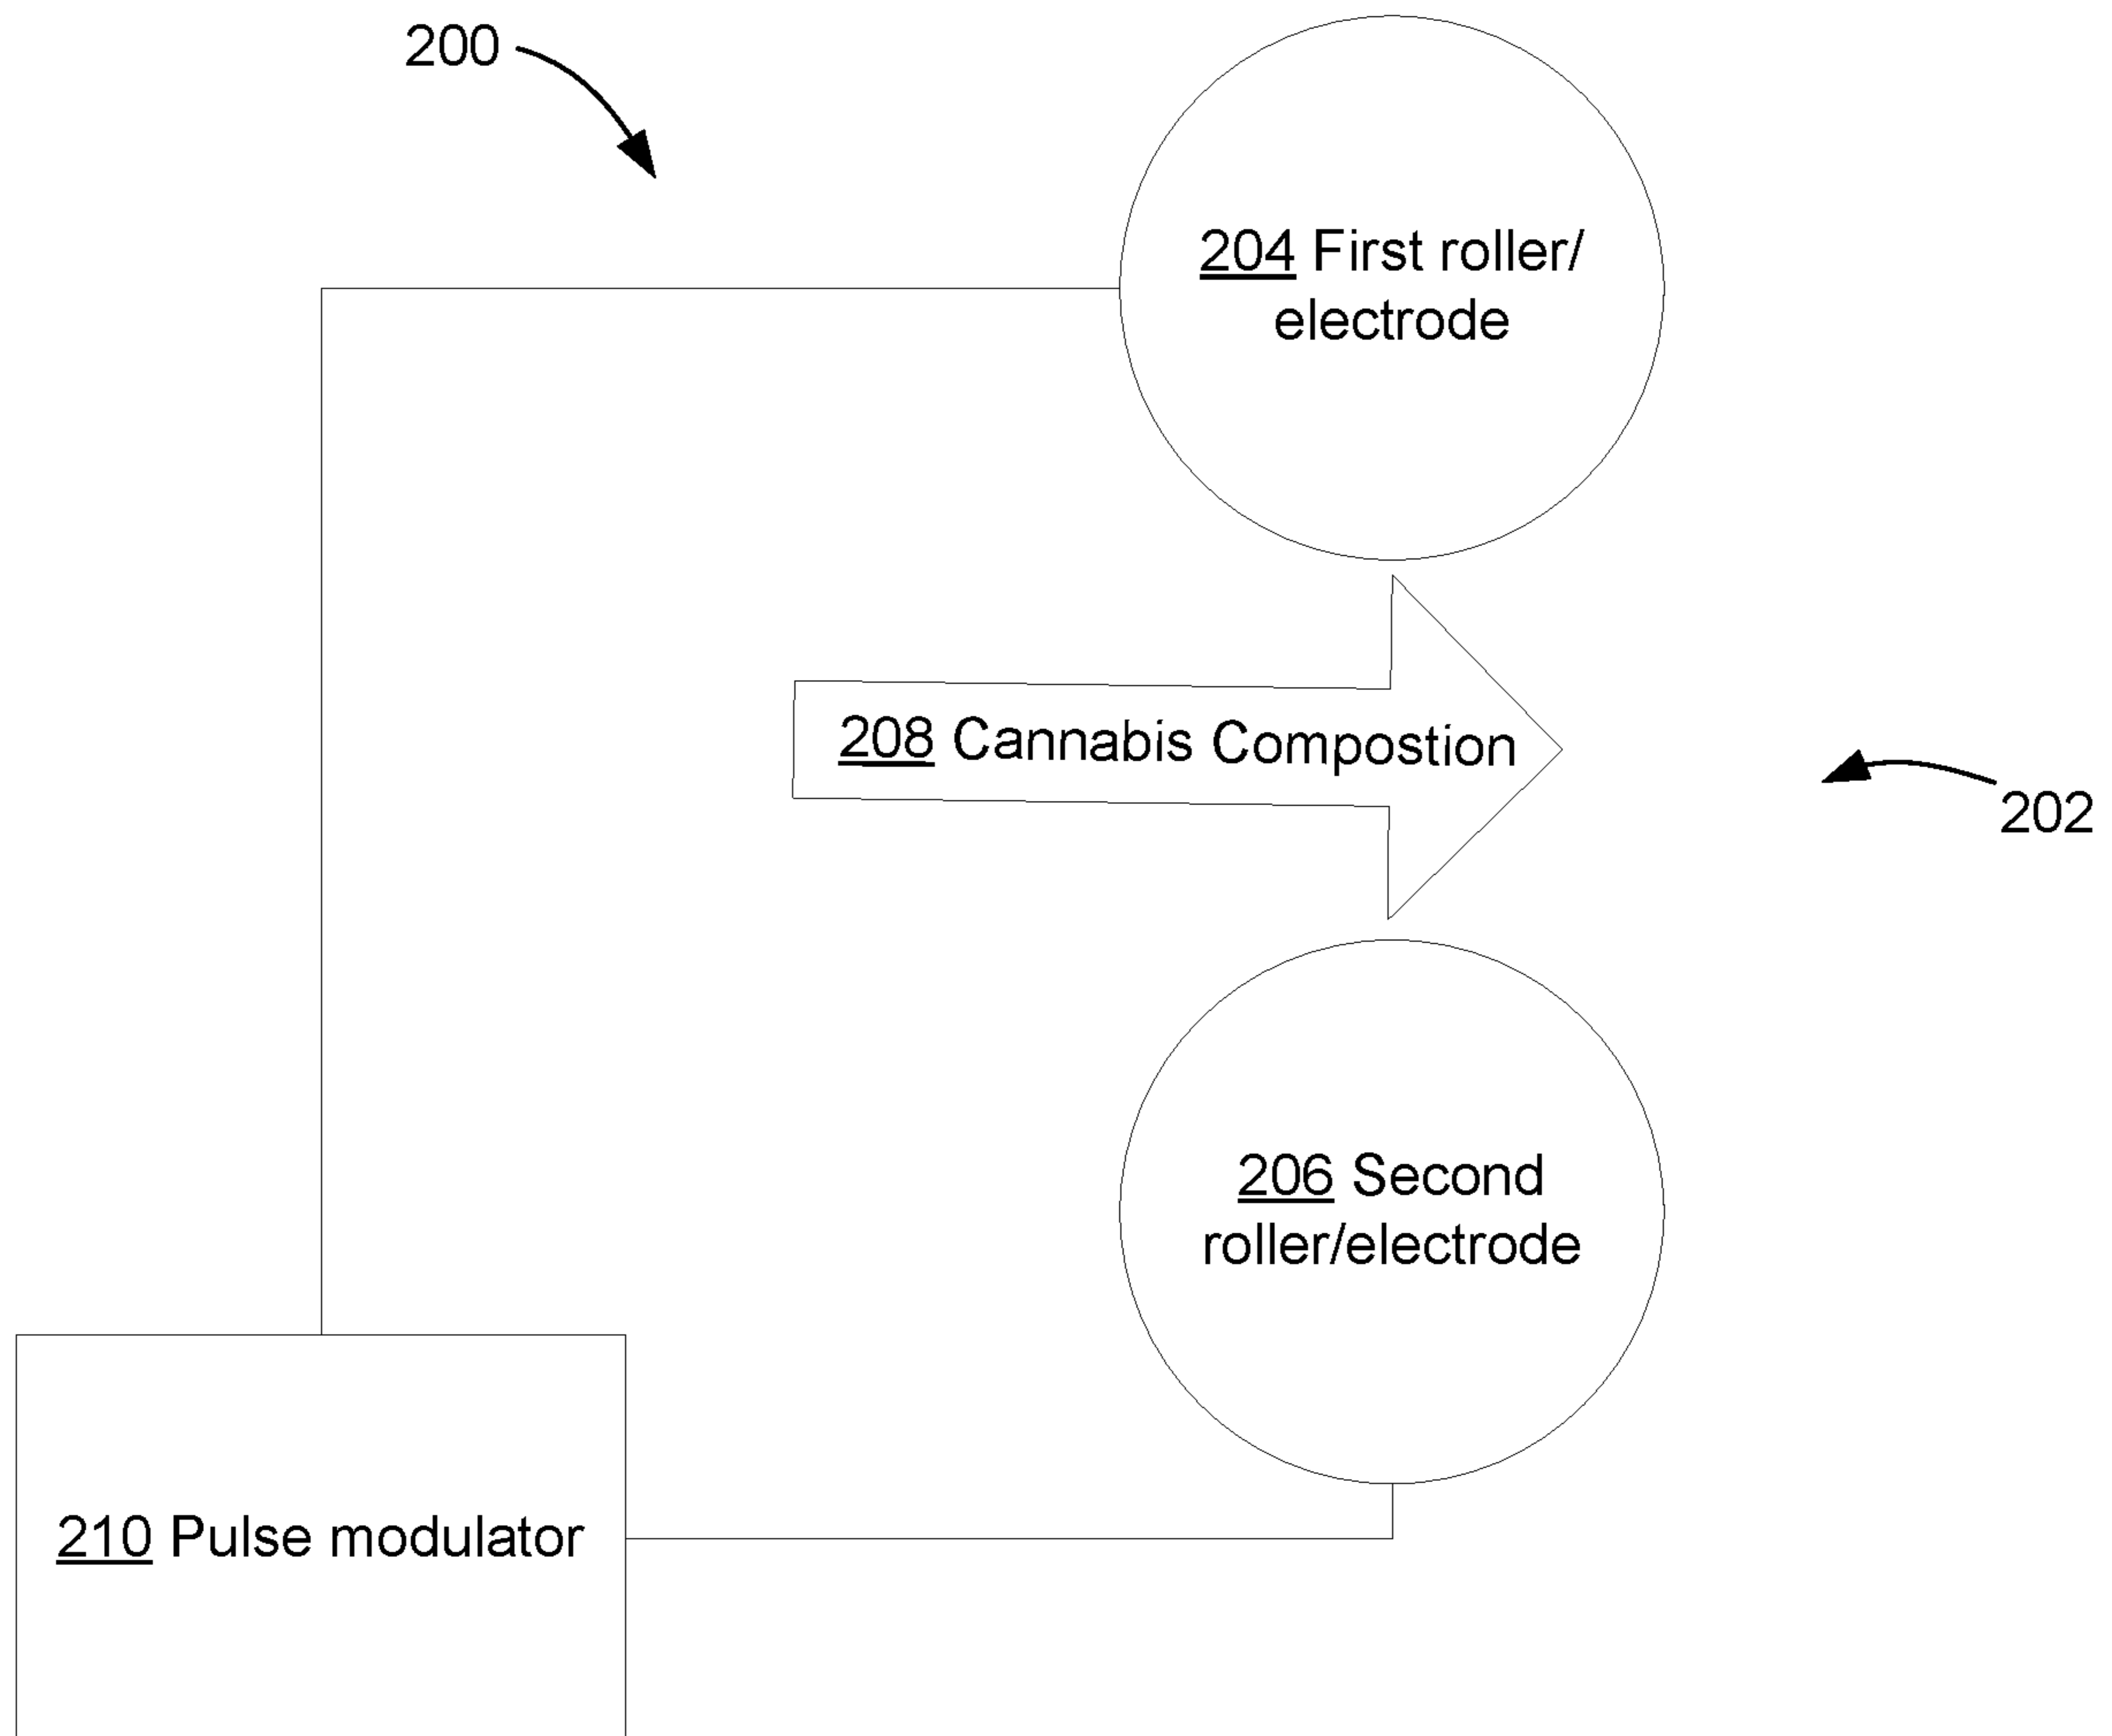 200
204 First roller/
electrode
208 Cannabis Compostion
202
206 Second
roller/electrode
210 Pulse modulator